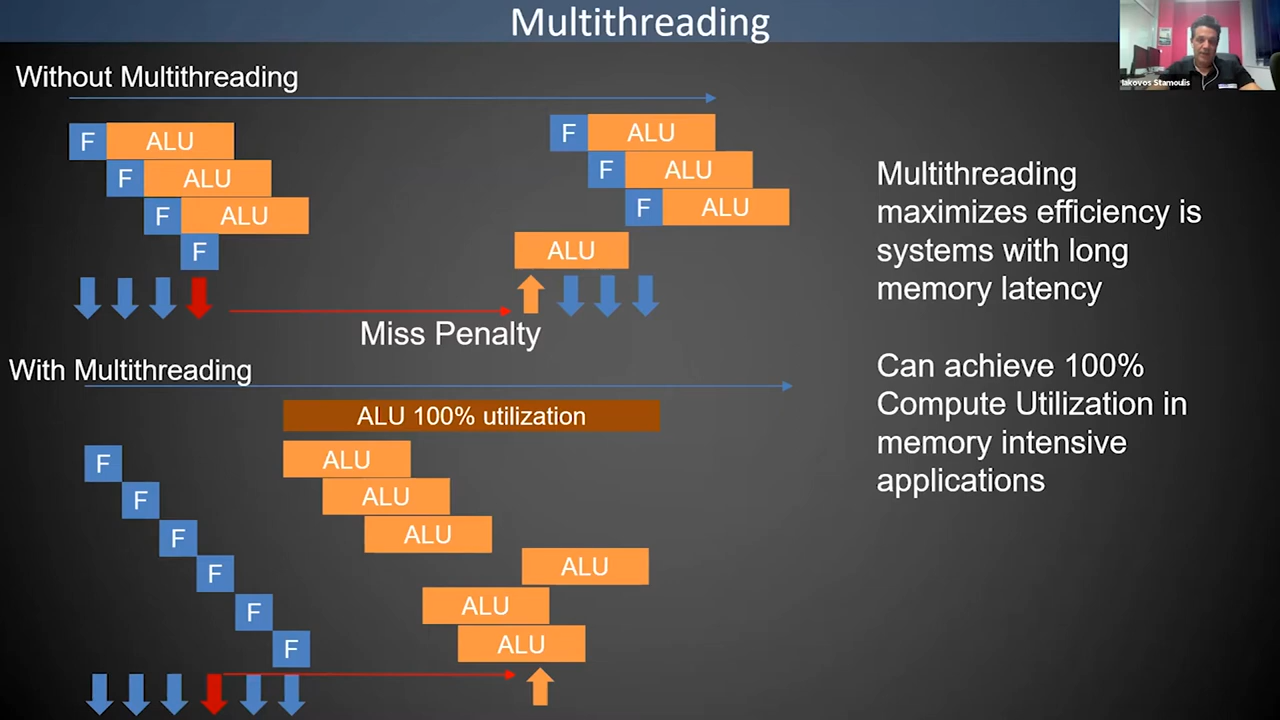 Multithreading
Iakovos Stamoulis
Without Multithreading
F ALU
F ALU
F ALU
F
F ALU
F ALU
F ALU
ALU
Miss Penalty
With Multithreading
ALU 100% utilization
F
F
F
F
F
F
ALU
ALU
ALU
ALU
ALU
ALU
Multithreading
maximizes efficiency is
systems with long
memory latency
Can achieve 100%
Compute Utilization in
memory intensive
applications